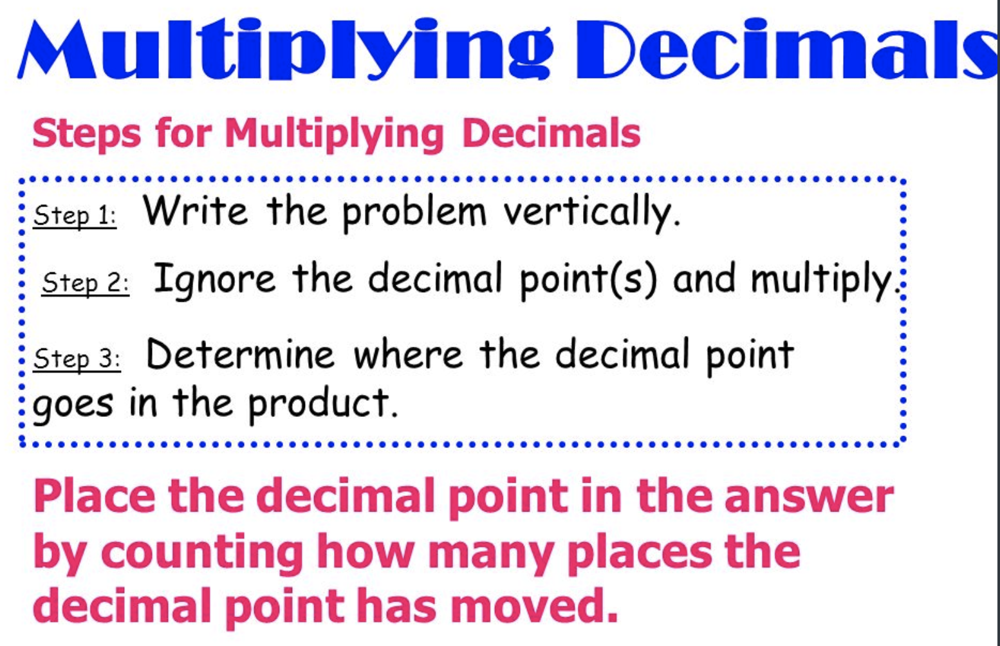 Multiplying Decimals
Steps for Multiplying Decimals
Step 1: Write the problem vertically.
Step 2: Ignore the decimal point(s) and multiply.
Step 3: Determine where the decimal point
goes in the product.
Place the decimal point in the answer
by counting how many places the
decimal point has moved.